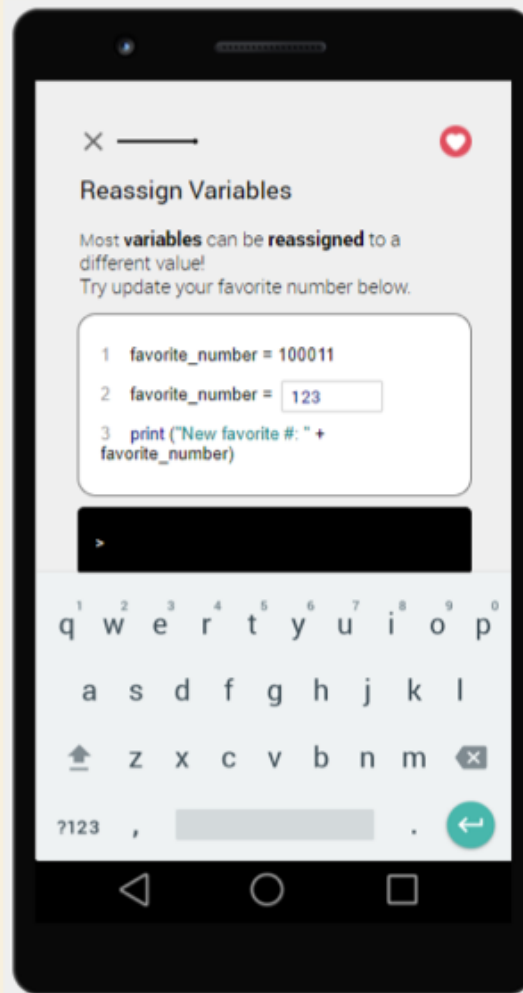 Reassign Variables
Most variables can be reassigned to a
different value!
Try update your favorite number below.
1 favorite_number = 100011
2 favorite_number = 123
3 print ("New favorite #: " +
favorite_number)
>
1 2 3 4 5 6 7 8 9 0
q w e r t y u i o p
a s d f g h j k l
z x c v b n m
?123 , .